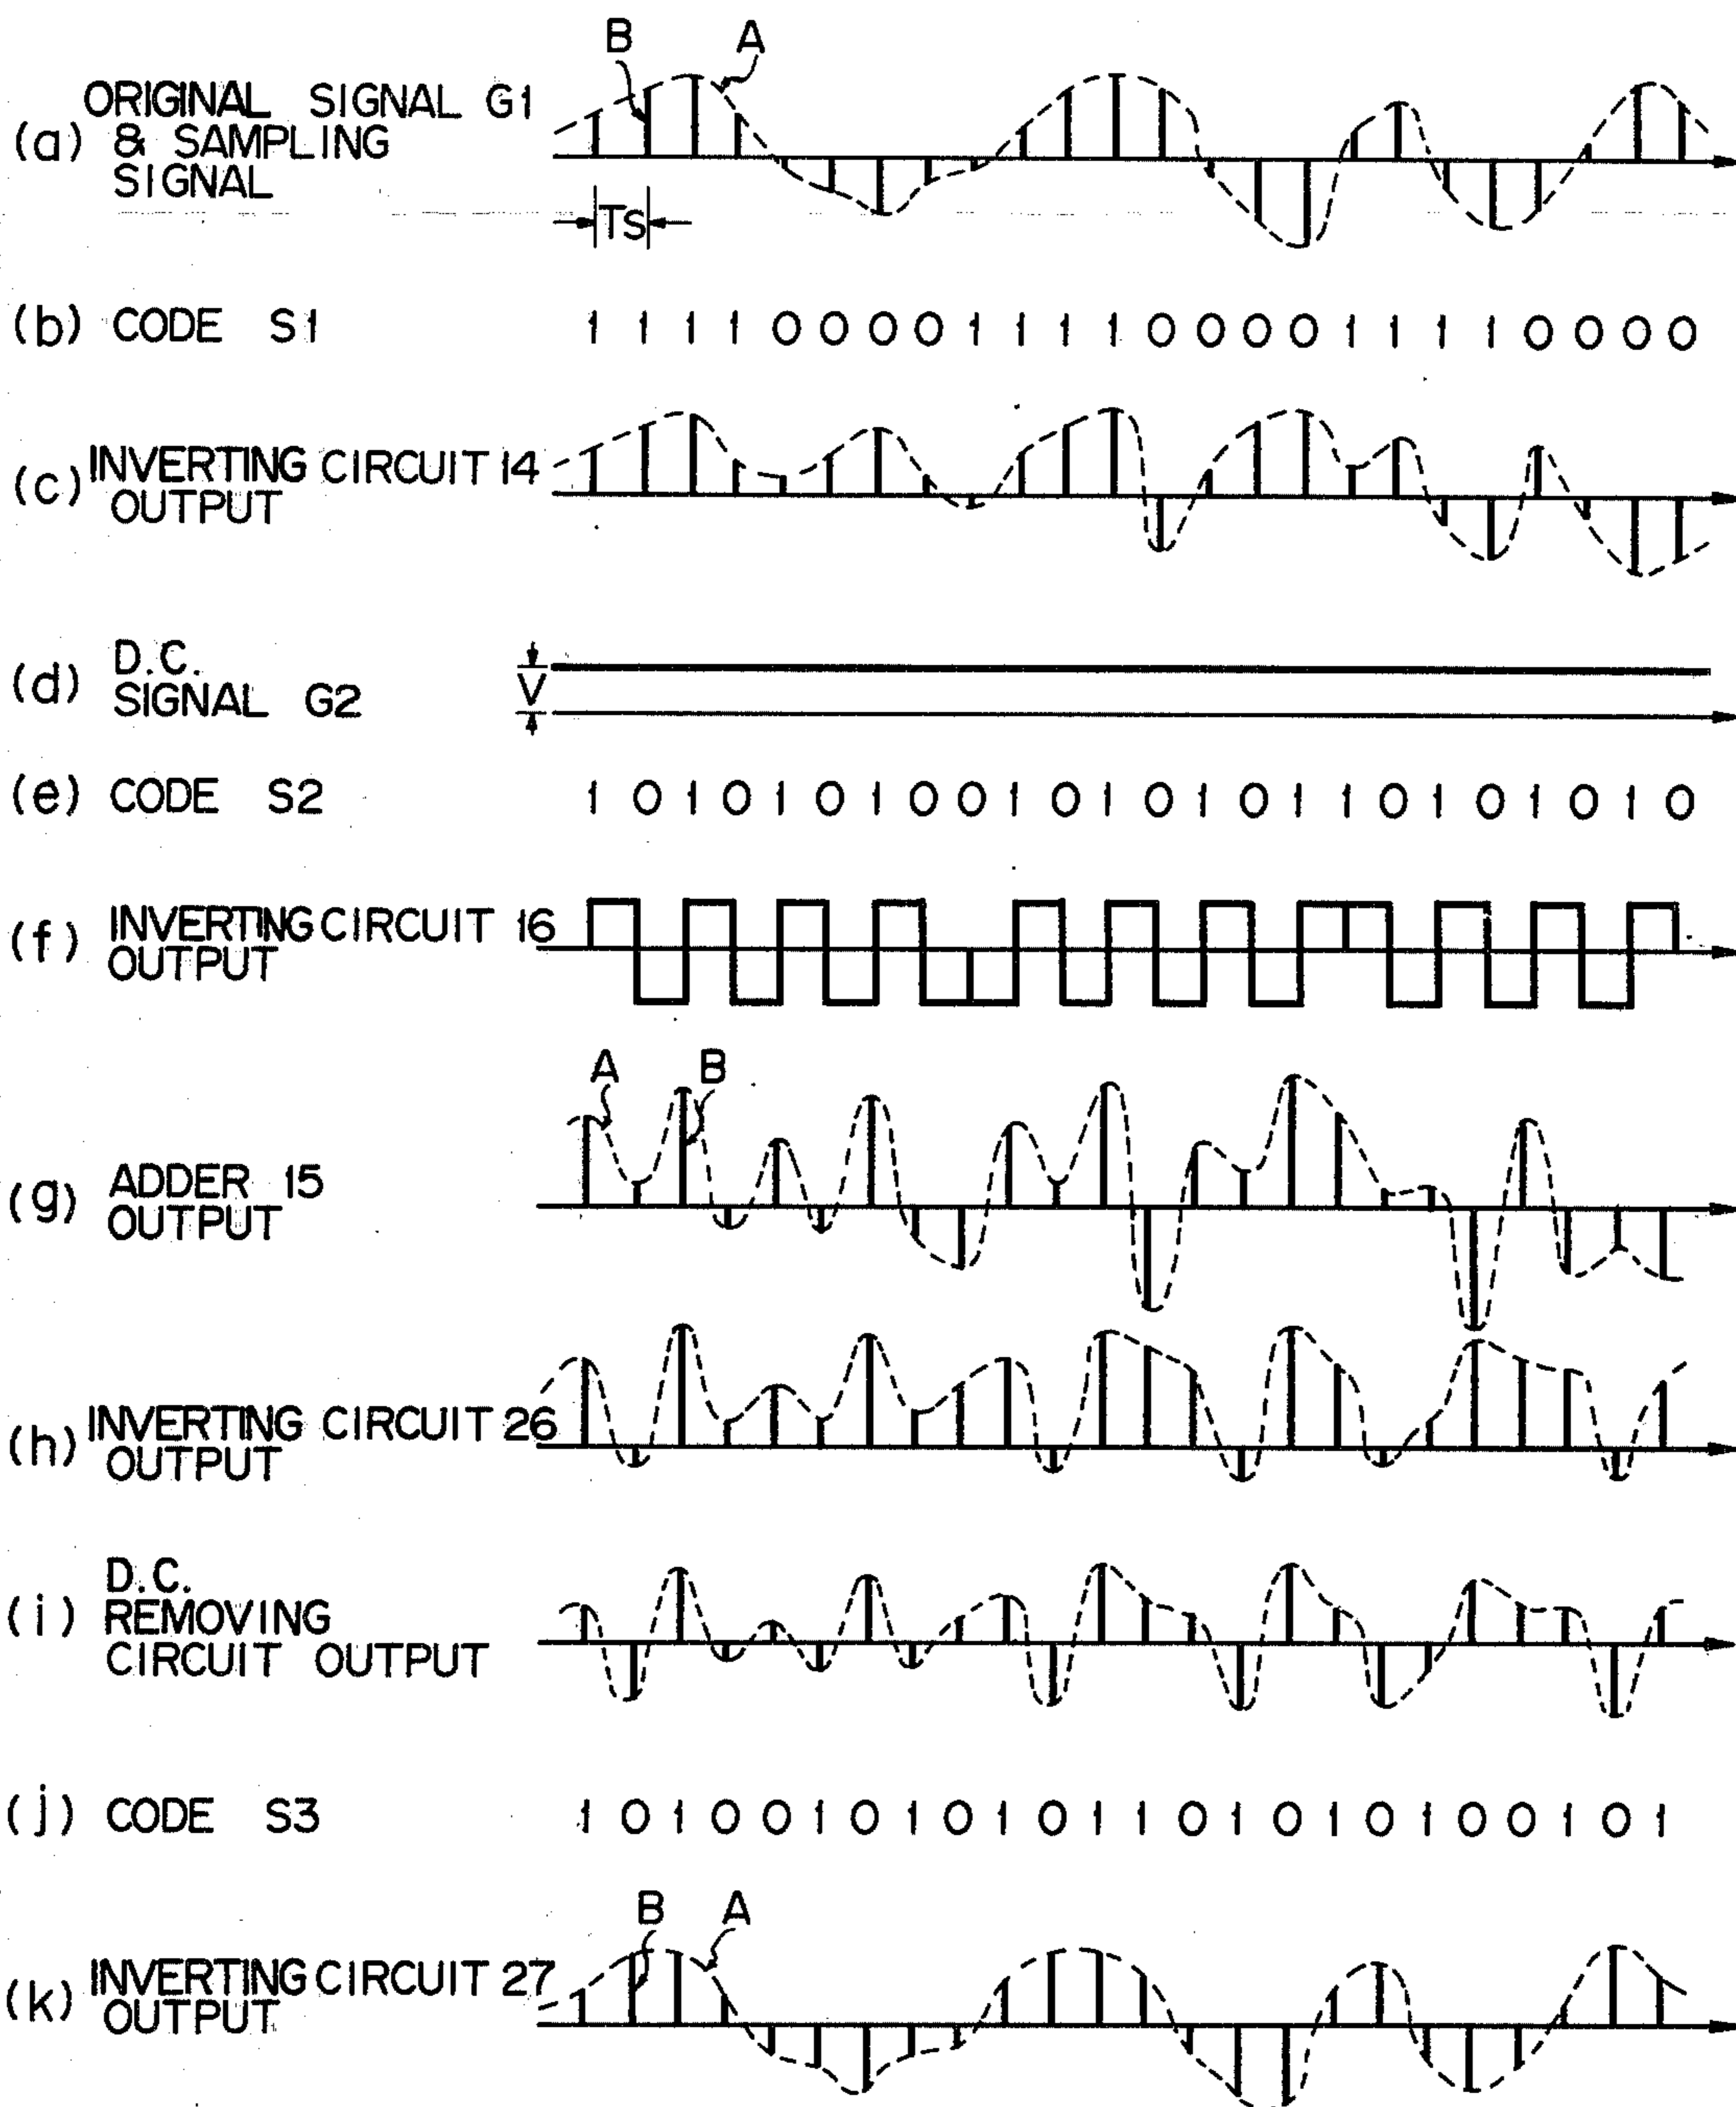 B A
ORIGINAL SIGNAL G1
(a) & SAMPLING
SIGNAL
TS
(b) CODE S1 1 1 1 1 0 0 0 0 1 1 1 1 0 0 0 0 1 1 1 1 0 0 0 0
(c) INVERTING CIRCUIT 14
OUTPUT
(d) D.C.
SIGNAL G2
V
(e) CODE S2 1 0 1 0 1 0 1 0 0 1 0 1 0 1 0 1 1 0 1 0 1 0 1 0
(f) INVERTING CIRCUIT 16
OUTPUT
A B
(g) ADDER 15
OUTPUT
(h) INVERTING CIRCUIT 26
OUTPUT
D.C.
(i) REMOVING
CIRCUIT OUTPUT
(j) CODE S3 1 0 1 0 0 1 0 1 0 1 0 1 1 0 1 0 1 0 1 0 0 1 0 1
B A
(k) INVERTING CIRCUIT 27
OUTPUT